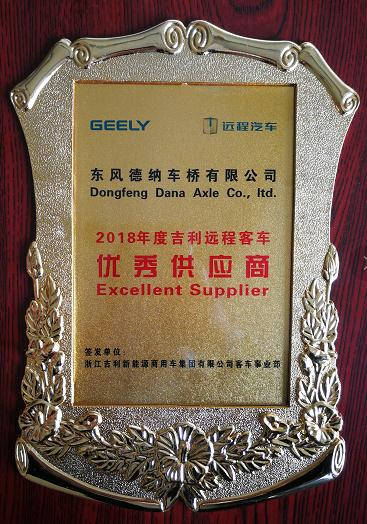 GEELY 远程汽车
东风德纳车桥有限公司
Dongfeng Dana Axle Co., ltd.
2018年度吉利远程客车
优秀供应商
Excellent Supplier
签发单位：
浙江吉利新能源商用车集团有限公司客车事业部